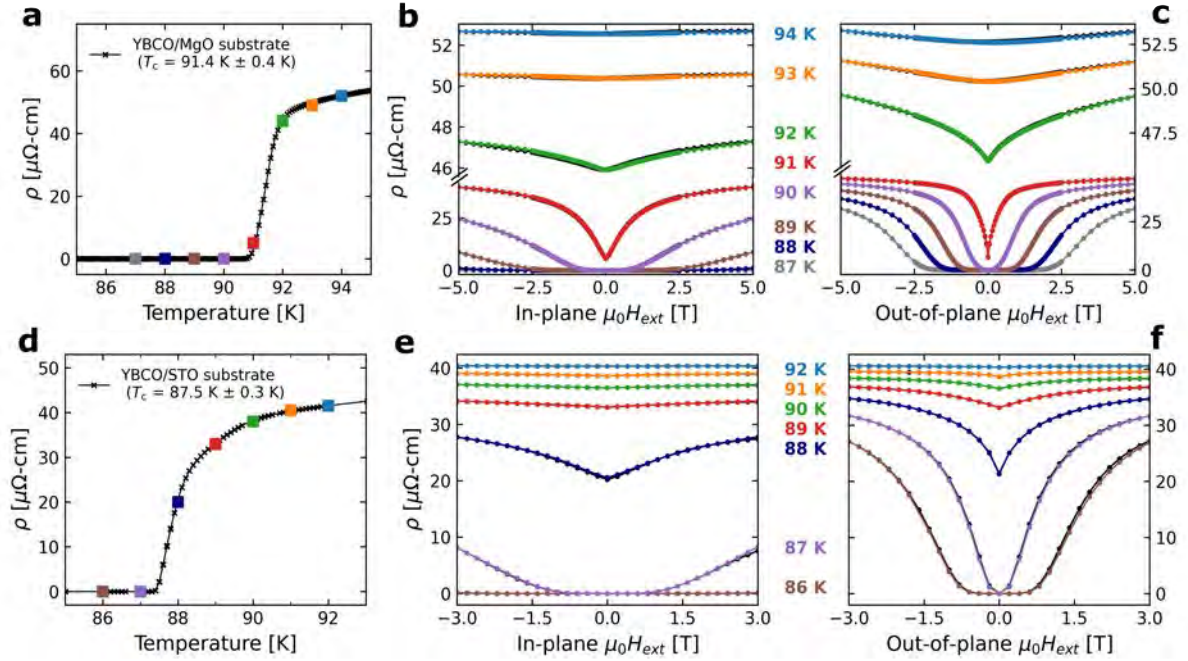 a
YBCO/MgO substrate
(Tc = 91.4 K ± 0.4 K)
60
40
20
0
ρ [μΩ-cm]
86
88
90
92
94
Temperature [K]
b
52
50
48
46
25
0
ρ [μΩ-cm]
−5.0
−2.5
0.0
2.5
5.0
In-plane μ0Hext [T]
94 K
93 K
92 K
91 K
90 K
89 K
88 K
87 K
c
52.5
50.0
47.5
25
0
−5.0
−2.5
0.0
2.5
5.0
Out-of-plane μ0Hext [T]
d
YBCO/STO substrate
(Tc = 87.5 K ± 0.3 K)
50
40
30
20
10
0
ρ [μΩ-cm]
86
88
90
92
Temperature [K]
e
40
30
20
10
0
ρ [μΩ-cm]
−3.0
−1.5
0.0
1.5
3.0
In-plane μ0Hext [T]
92 K
91 K
90 K
89 K
88 K
87 K
86 K
f
40
30
20
10
0
−3.0
−1.5
0.0
1.5
3.0
Out-of-plane μ0Hext [T]